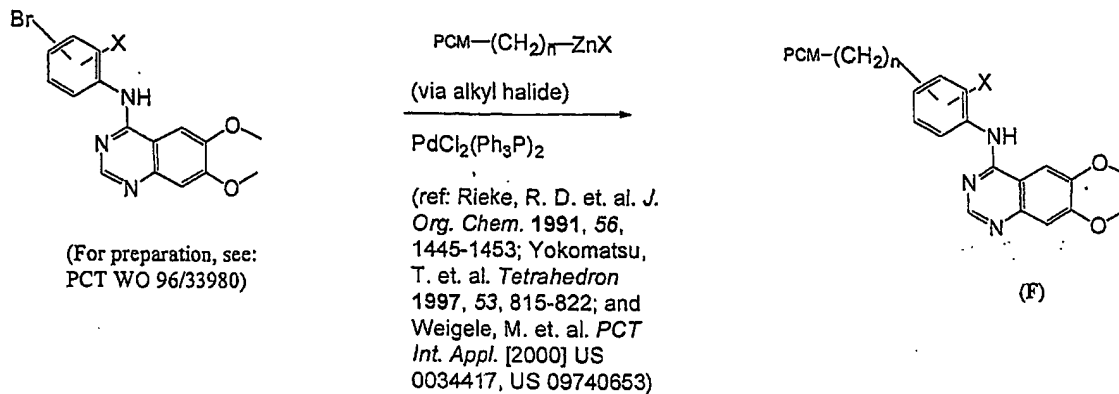 Br
X
NH
N
N
O
O
(For preparation, see:
PCT WO 96/33980)
PCM—(CH₂)n—ZnX
(via alkyl halide)
PdCl₂(Ph₃P)₂
(ref: Rieke, R. D. et. al. J.
Org. Chem. 1991, 56,
1445-1453; Yokomatsu,
T. et. al. Tetrahedron
1997, 53, 815-822; and
Weigele, M. et. al. PCT
Int. Appl. [2000] US
0034417, US 09740653)
PCM—(CH₂)n
X
NH
N
N
O
O
(F)